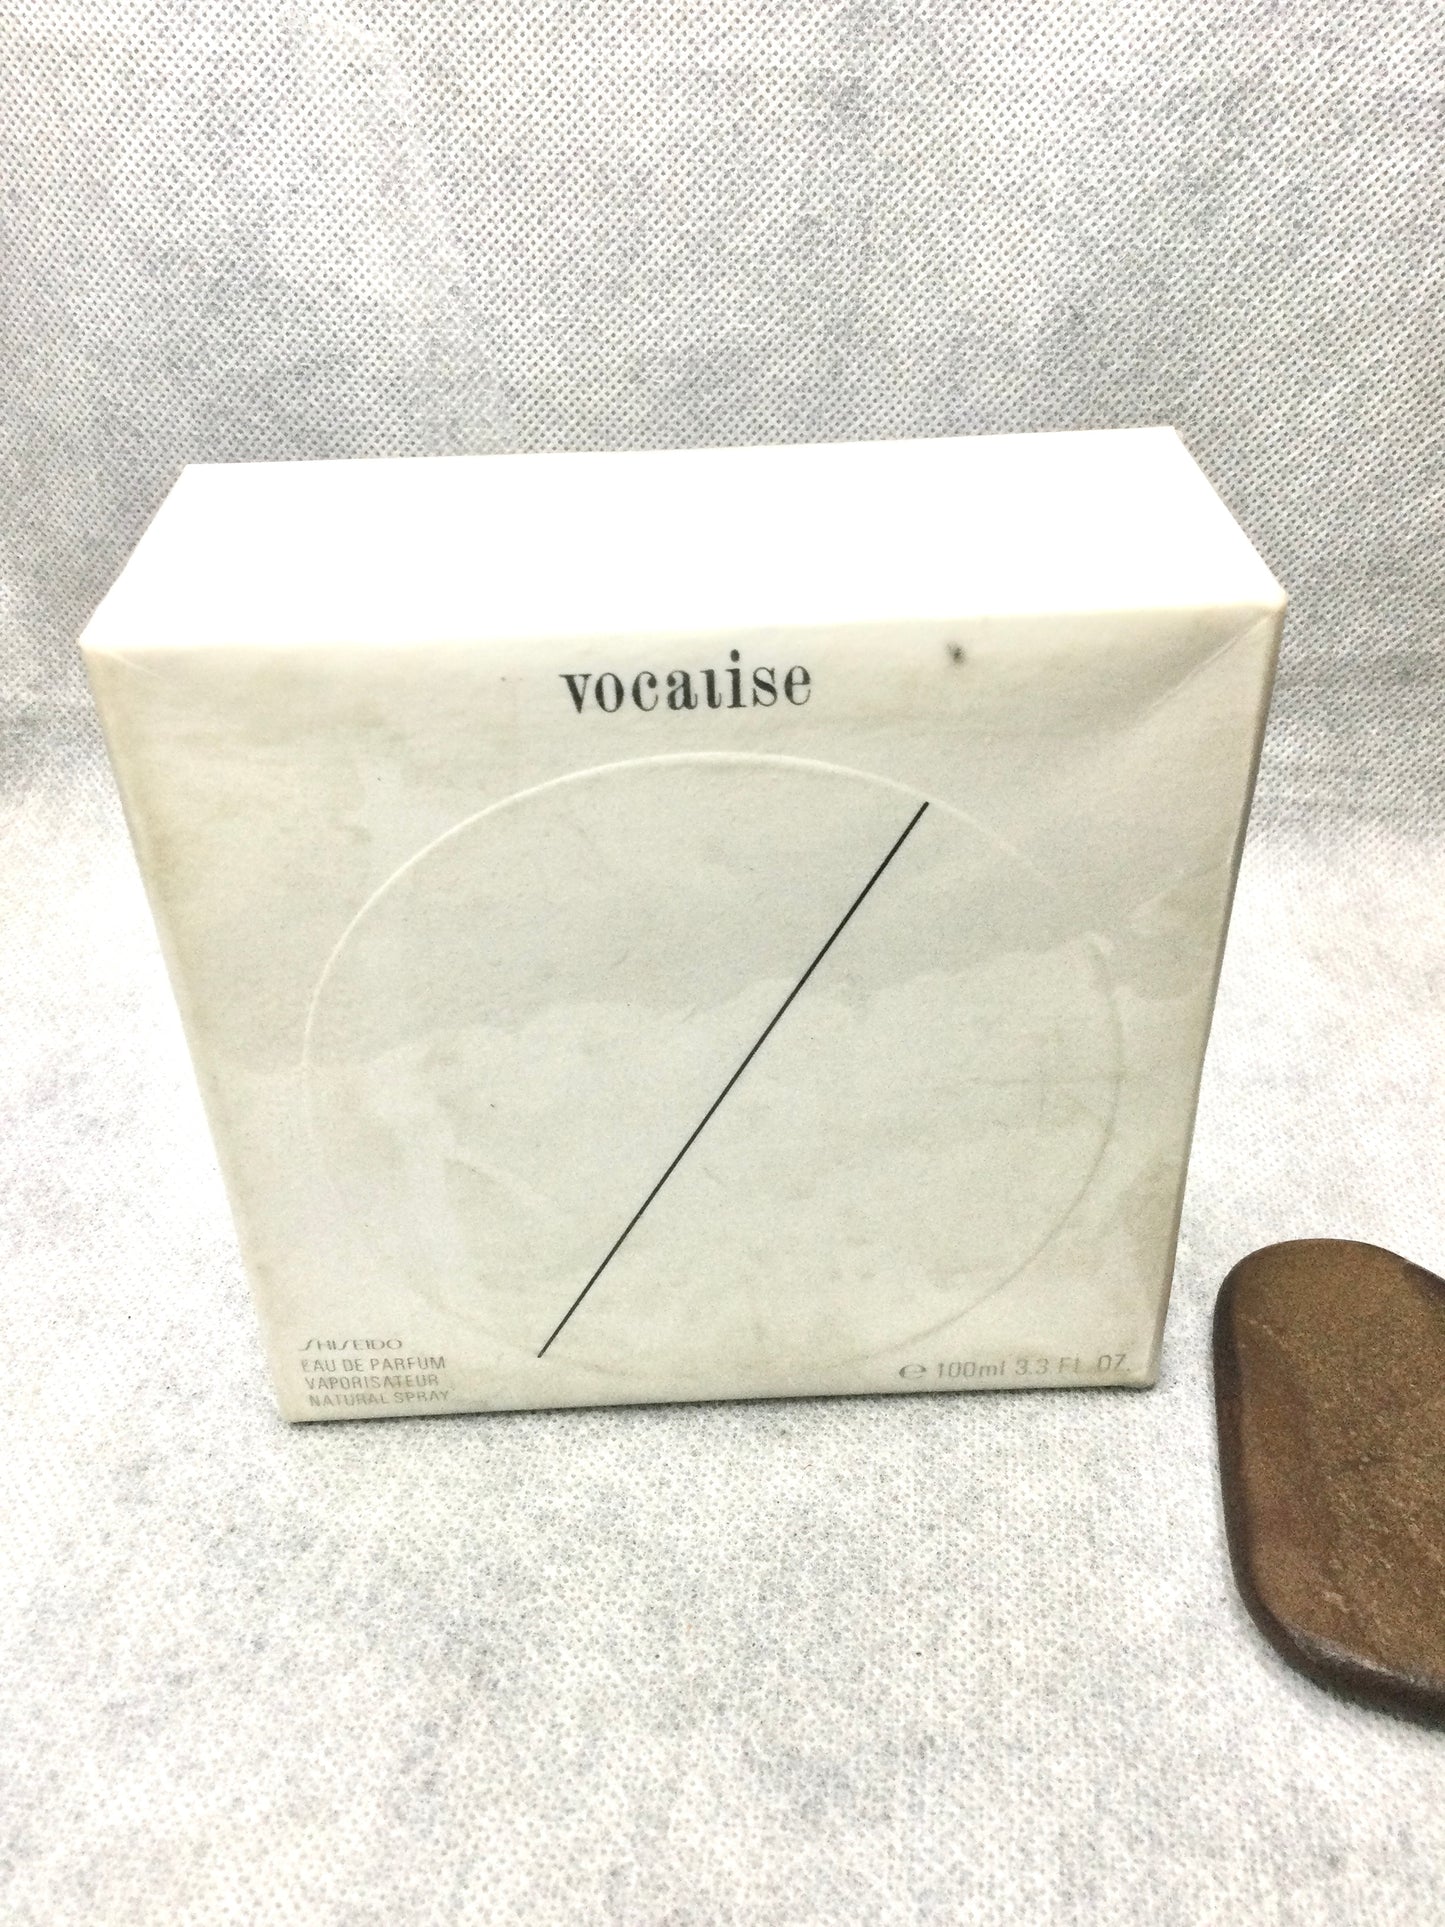 vocalise
SHISEIDO
EAU DE PARFUM
VAPORISATEUR
NATURAL SPRAY
℮ 100ml 3.3 FL.OZ.